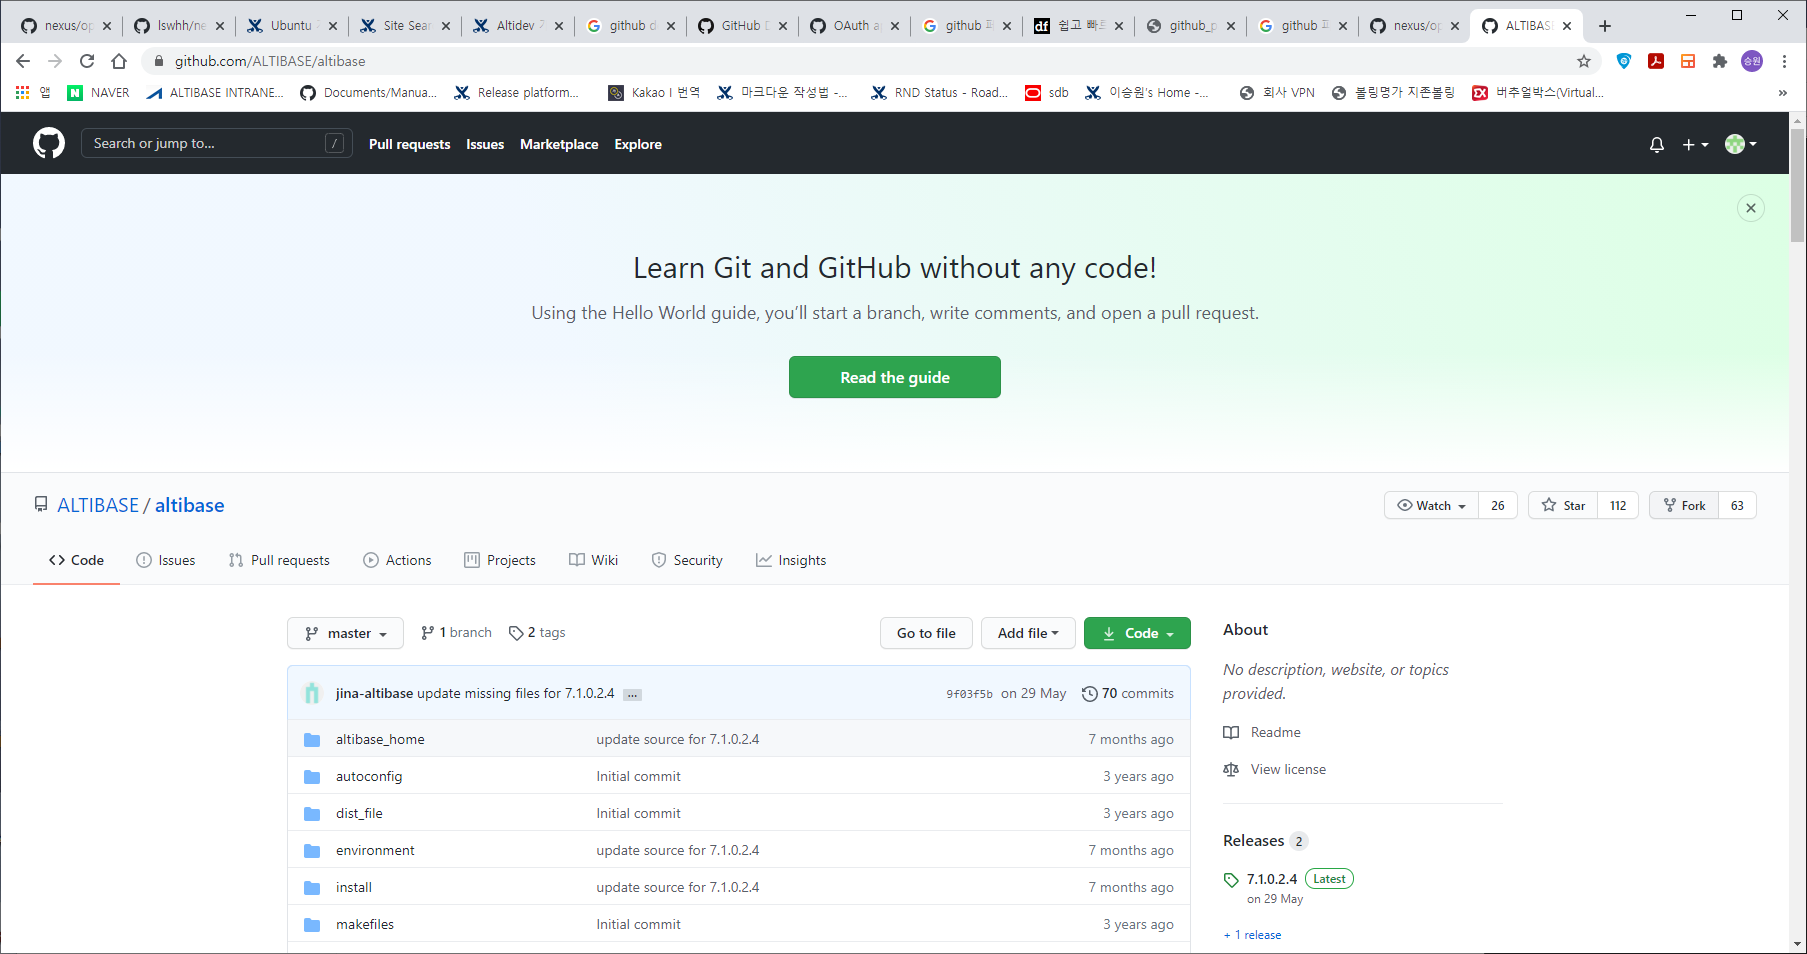 nexus/op
lswhh/ne
Ubuntu
Site Sear
Altidev
github d
GitHub D
OAuth a
github
쉽고 빠르
github_p
github
nexus/op
ALTIBAS
github.com/ALTIBASE/altibase
승원
앱
NAVER
ALTIBASE INTRANE...
Documents/Manua...
Release platform...
Kakao I 번역
마크다운 작성법 -...
RND Status - Road...
sdb
이승원's Home -...
회사 VPN
볼링명가 지존볼링
버추얼박스(Virtual...
»
Search or jump to...
/
Pull requests
Issues
Marketplace
Explore
Learn Git and GitHub without any code!
Using the Hello World guide, you’ll start a branch, write comments, and open a pull request.
Read the guide
ALTIBASE / altibase
Watch 26
Star 112
Fork 63
Code
Issues
Pull requests
Actions
Projects
Wiki
Security
Insights
master
1 branch
2 tags
Go to file
Add file
Code
jina-altibase update missing files for 7.1.0.2.4 ...
9f03f5b on 29 May
70 commits
altibase_home update source for 7.1.0.2.4 7 months ago
autoconfig Initial commit 3 years ago
dist_file Initial commit 3 years ago
environment update source for 7.1.0.2.4 7 months ago
install update source for 7.1.0.2.4 7 months ago
makefiles Initial commit 3 years ago
About
No description, website, or topics
provided.
Readme
View license
Releases 2
7.1.0.2.4 Latest
on 29 May
+ 1 release